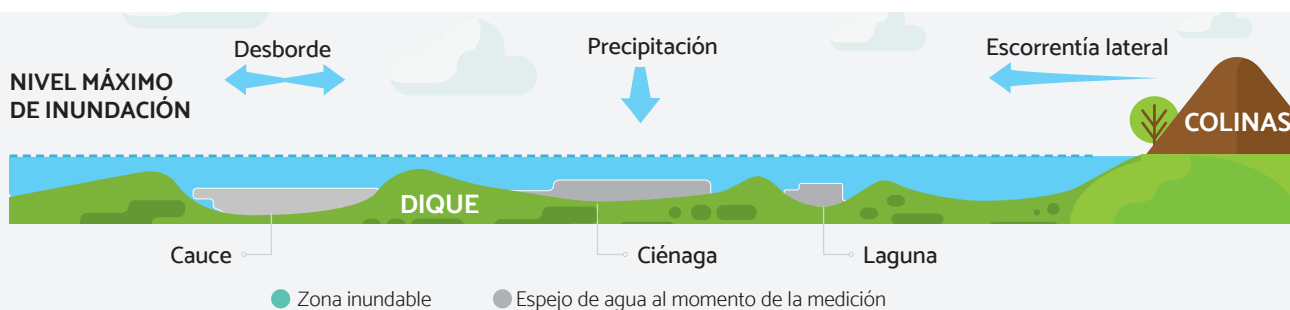 Desborde
Precipitación
Escorrentía lateral
NIVEL MÁXIMO
DE INUNDACIÓN
COLINAS
DIQUE
Cauce
Ciénaga
Laguna
Zona inundable
Espejo de agua al momento de la medición